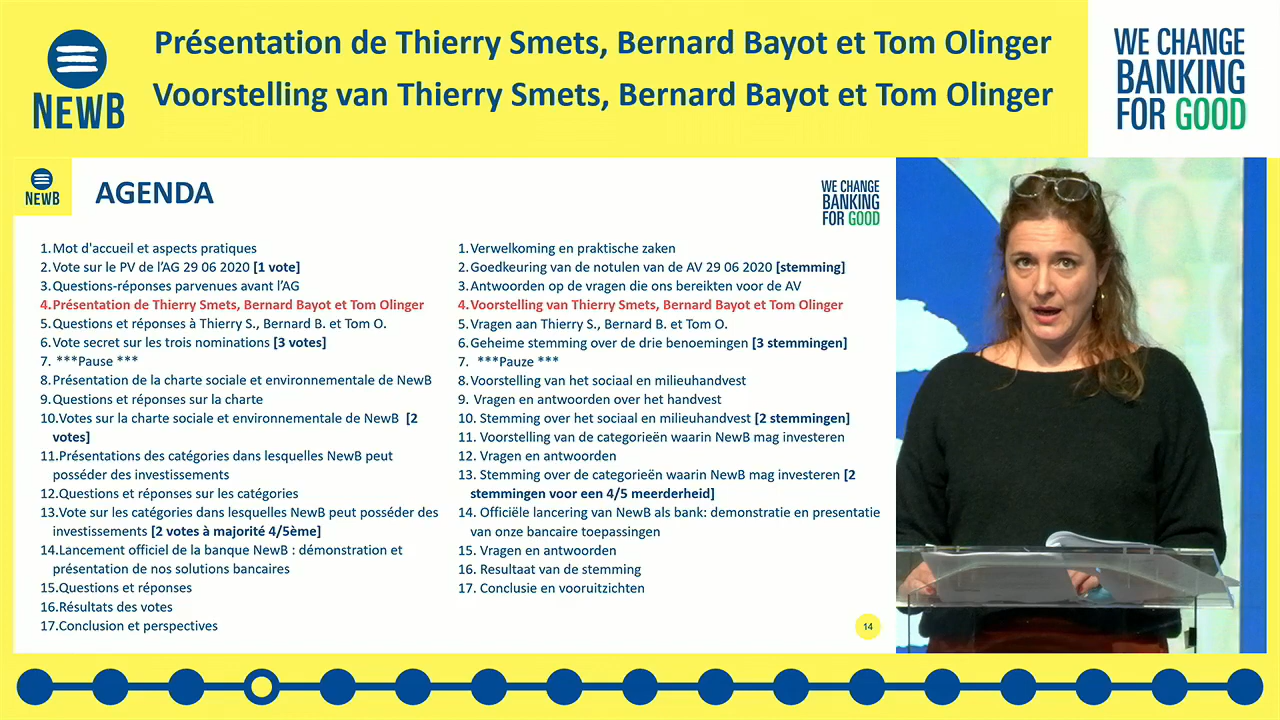 Présentation de Thierry Smets, Bernard Bayot et Tom Olinger
Voorstelling van Thierry Smets, Bernard Bayot et Tom Olinger
NEWB
WE CHANGE
BANKING
FOR GOOD
NEWB
AGENDA
WE CHANGE
BANKING
FOR GOOD
1.Mot d'accueil et aspects pratiques
2.Vote sur le PV de l'AG 29 06 2020 [1 vote]
3.Questions-réponses parvenues avant l'AG
4.Présentation de Thierry Smets, Bernard Bayot et Tom Olinger
5.Questions et réponses à Thierry S., Bernard B. et Tom O.
6.Vote secret sur les trois nominations [3 votes]
7. ***Pause ***
8.Présentation de la charte sociale et environnementale de NewB
9.Questions et réponses sur la charte
10.Votes sur la charte sociale et environnementale de NewB [2
votes]
11.Présentations des catégories dans lesquelles NewB peut
posséder des investissements
12.Questions et réponses sur les catégories
13.Vote sur les catégories dans lesquelles NewB peut posséder des
investissements [2 votes à majorité 4/5ème]
14.Lancement officiel de la banque NewB : démonstration et
présentation de nos solutions bancaires
15.Questions et réponses
16.Résultats des votes
17.Conclusion et perspectives
1.Verwelkoming en praktische zaken
2.Goedkeuring van de notulen van de AV 29 06 2020 [stemming]
3.Antwoorden op de vragen die ons bereikten voor de AV
4.Voorstelling van Thierry Smets, Bernard Bayot et Tom Olinger
5.Vragen aan Thierry S., Bernard B. et Tom O.
6.Geheime stemming over de drie benoemingen [3 stemmingen]
7. ***Pauze ***
8.Voorstelling van het sociaal en milieuhandvest
9. Vragen en antwoorden over het handvest
10. Stemming over het sociaal en milieuhandvest [2 stemmingen]
11. Voorstelling van de categorieën waarin NewB mag investeren
12. Vragen en antwoorden
13. Stemming over de categorieën waarin NewB mag investeren [2
stemmingen voor een 4/5 meerderheid]
14. Officiële lancering van NewB als bank: demonstratie en presentatie
van onze bancaire toepassingen
15. Vragen en antwoorden
16. Resultaat van de stemming
17. Conclusie en vooruitzichten
14